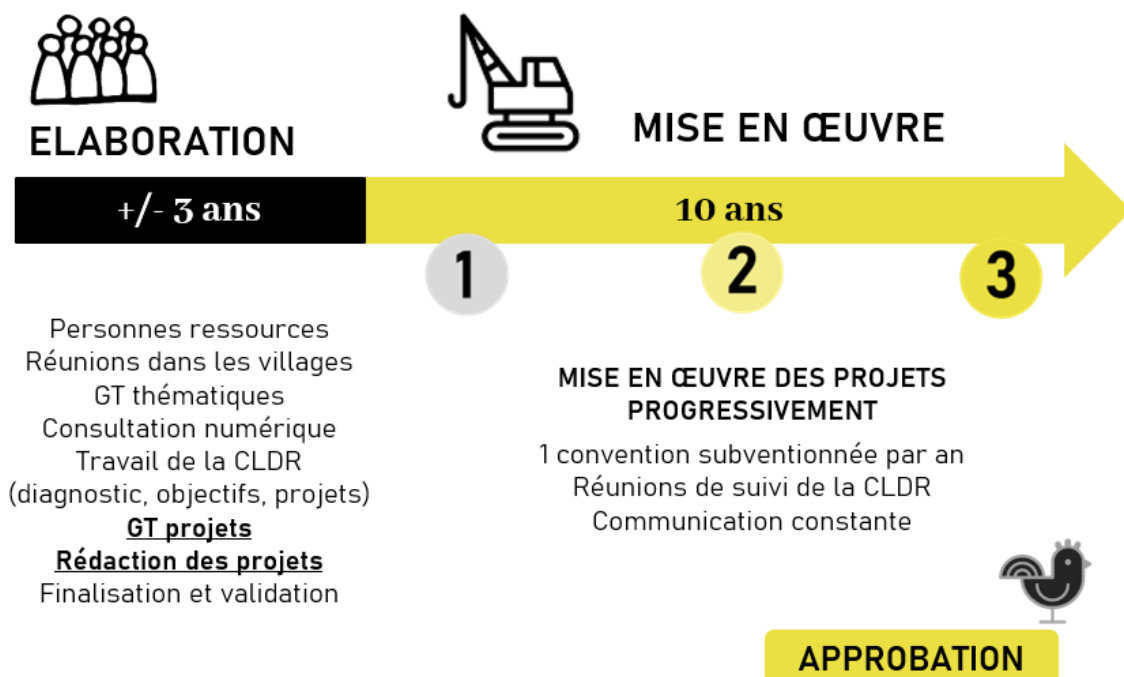 ELABORATION
MISE EN ŒUVRE
+/- 3 ans
10 ans
1
2
3
Personnes ressources
Réunions dans les villages
GT thématiques
Consultation numérique
Travail de la CLDR
(diagnostic, objectifs, projets)
GT projets
Rédaction des projets
Finalisation et validation
MISE EN ŒUVRE DES PROJETS
PROGRESSIVEMENT
1 convention subventionnée par an
Réunions de suivi de la CLDR
Communication constante
APPROBATION